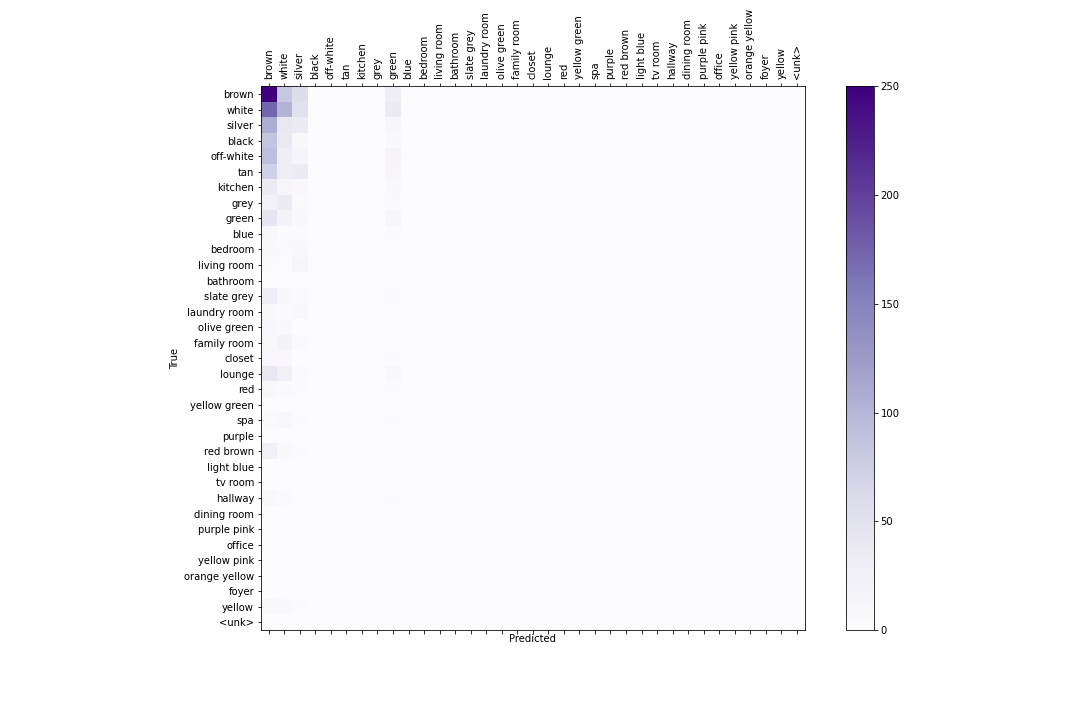 brown
white
silver
black
off-white
tan
kitchen
grey
green
blue
bedroom
living room
bathroom
slate grey
laundry room
olive green
family room
closet
lounge
red
yellow green
spa
purple
red brown
light blue
tv room
hallway
dining room
purple pink
office
yellow pink
orange yellow
foyer
yellow
<unk>
brown
white
silver
black
off-white
tan
kitchen
grey
green
blue
bedroom
living room
bathroom
slate grey
laundry room
olive green
family room
closet
lounge
red
yellow green
spa
purple
red brown
light blue
tv room
hallway
dining room
purple pink
office
yellow pink
orange yellow
foyer
yellow
<unk>
True
Predicted
250
200
150
100
50
0